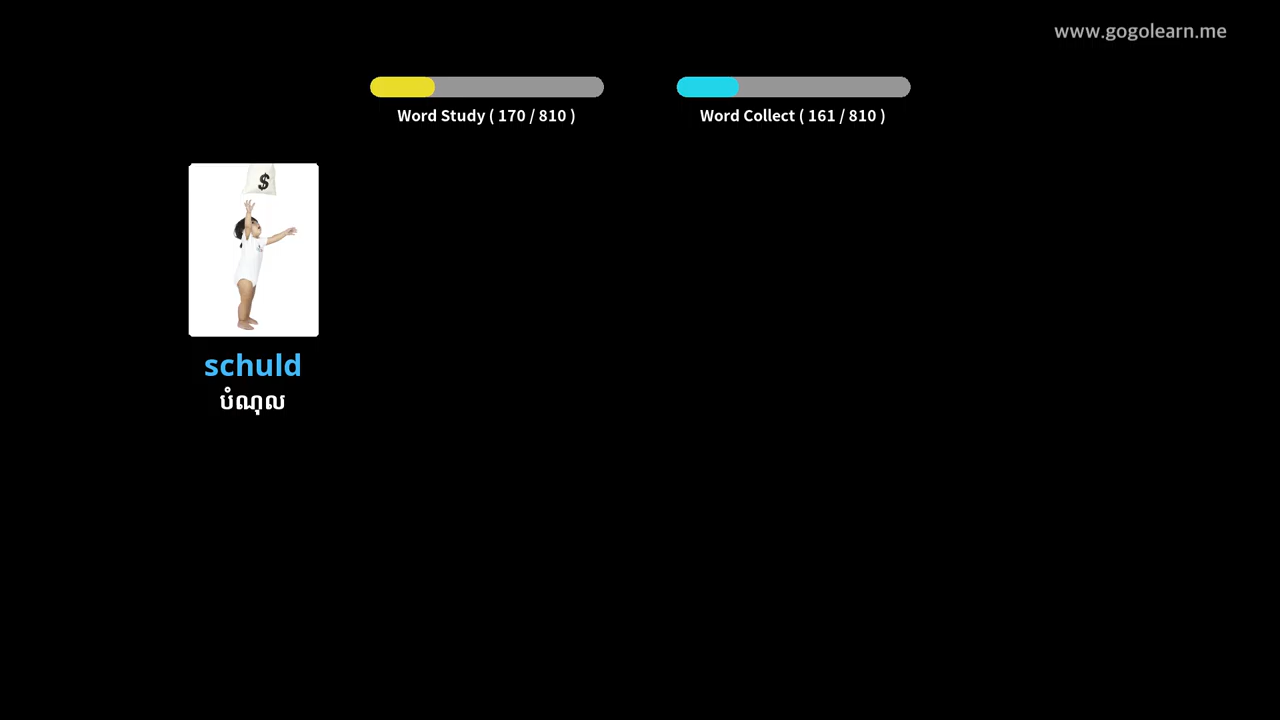 www.gogolearn.me
Word Study ( 170 / 810 )
Word Collect ( 161 / 810 )
$
schuld
បំណុល